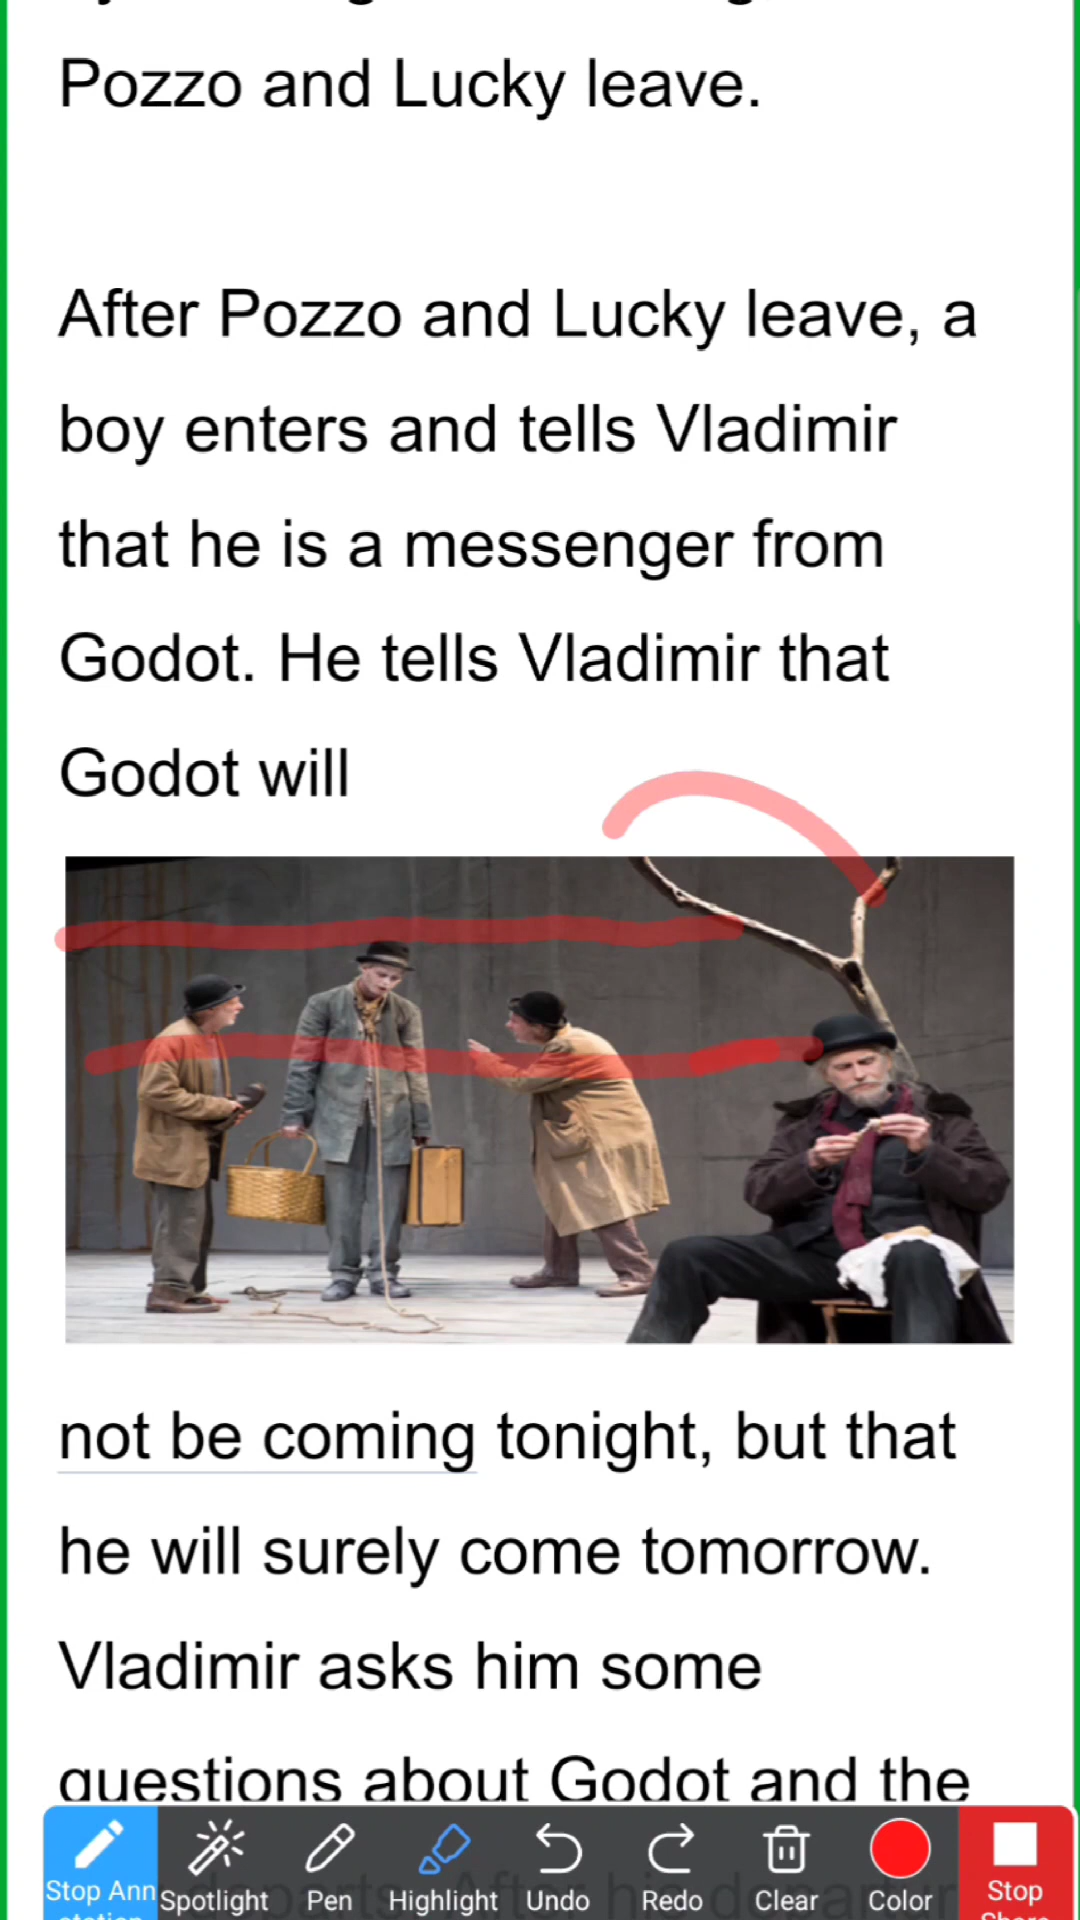 Pozzo and Lucky leave.
After Pozzo and Lucky leave, a
boy enters and tells Vladimir
that he is a messenger from
Godot. He tells Vladimir that
Godot will
not be coming tonight, but that
he will surely come tomorrow.
Vladimir asks him some
questions about Godot and the
Stop Ann
Spotlight
Pen
Highlight
Undo
Redo
Clear
Color
Stop